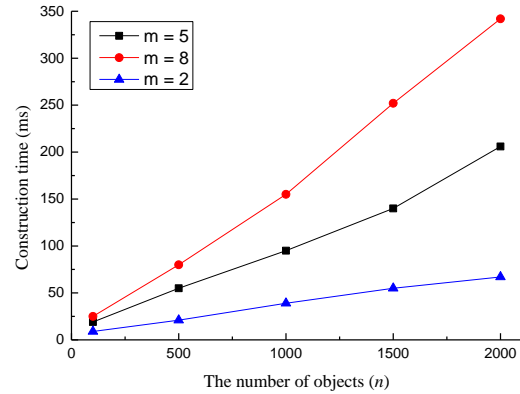 350
300
250
200
150
100
50
0
Construction time (ms)
m = 5
m = 8
m = 2
0 500 1000 1500 2000
The number of objects (n)